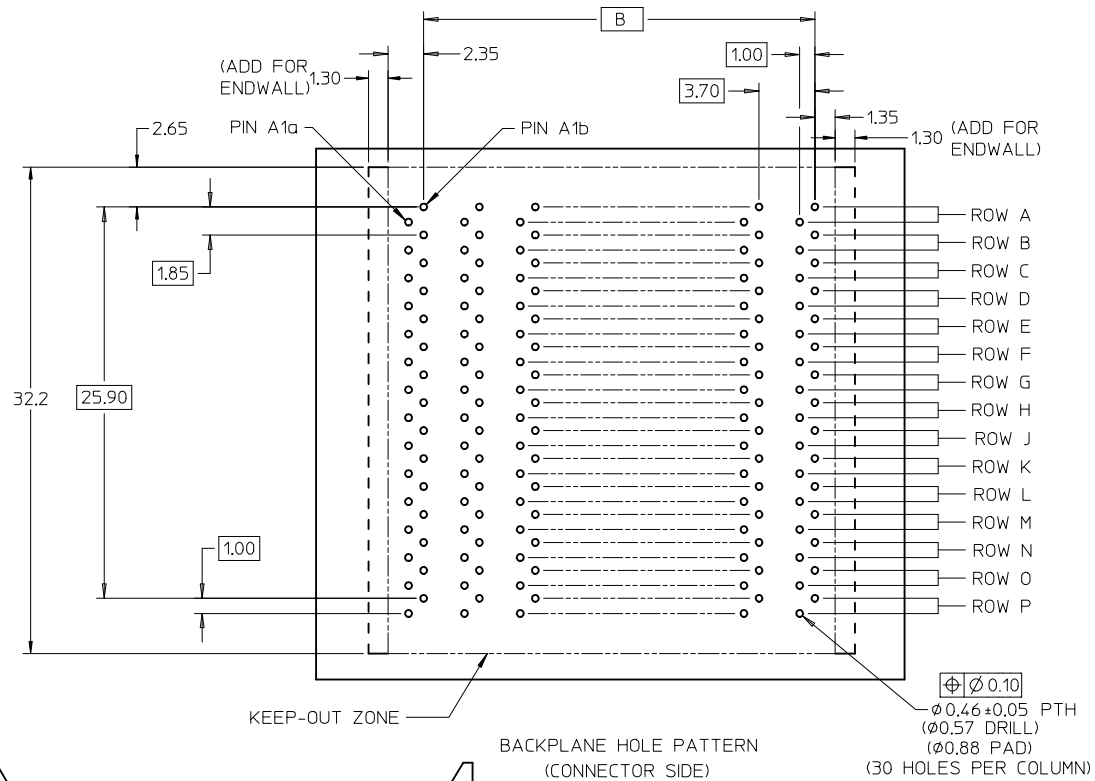 B
2.35
1.00
(ADD FOR
ENDWALL)
1.30
3.70
1.35
2.65
PIN A1a
PIN A1b
1.30
(ADD FOR
ENDWALL)
ROW A
ROW B
1.85
ROW C
ROW D
ROW E
ROW F
32.2
25.90
ROW G
ROW H
ROW J
ROW K
ROW L
ROW M
1.00
ROW N
ROW O
ROW P
KEEP-OUT ZONE
⌖ Ø 0.10
Ø0.46±0.05 PTH
(Ø0.57 DRILL)
(Ø0.88 PAD)
(30 HOLES PER COLUMN)
BACKPLANE HOLE PATTERN
(CONNECTOR SIDE)